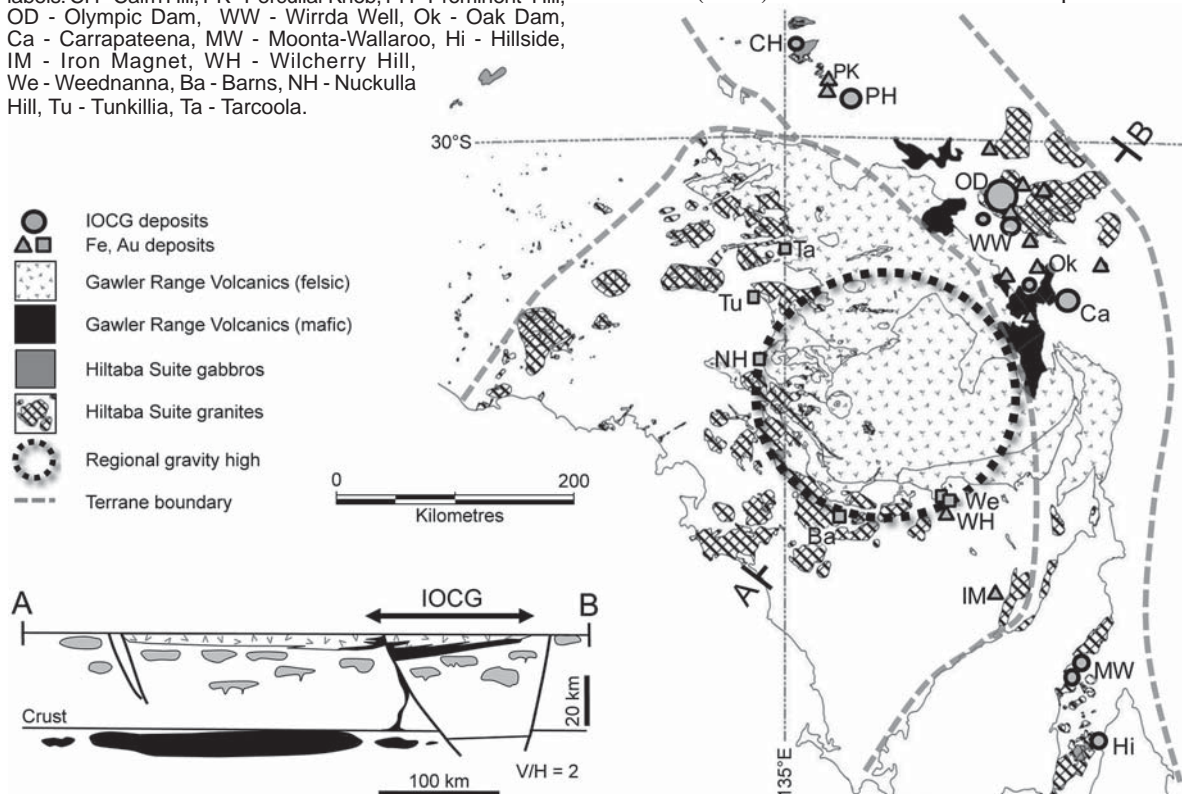 OD - Olympic Dam, WW - Wirrda Well, Ok - Oak Dam,
Ca - Carrapateena, MW - Moonta-Wallaroo, Hi - Hillside,
IM - Iron Magnet, WH - Wilcherry Hill,
We - Weednanna, Ba - Barns, NH - Nuckulla
Hill, Tu - Tunkillia, Ta - Tarcoola.
IOCG deposits
Fe, Au deposits
Gawler Range Volcanics (felsic)
Gawler Range Volcanics (mafic)
Hiltaba Suite gabbros
Hiltaba Suite granites
Regional gravity high
Terrane boundary
0 200
Kilometres
CH
PK
PH
30°S
B
OD
WW
Ta
Ok
Tu
Ca
NH
We
WH
Ba
A
IM
MW
Hi
135°E
A
IOCG
B
Crust
20 km
V/H = 2
100 km